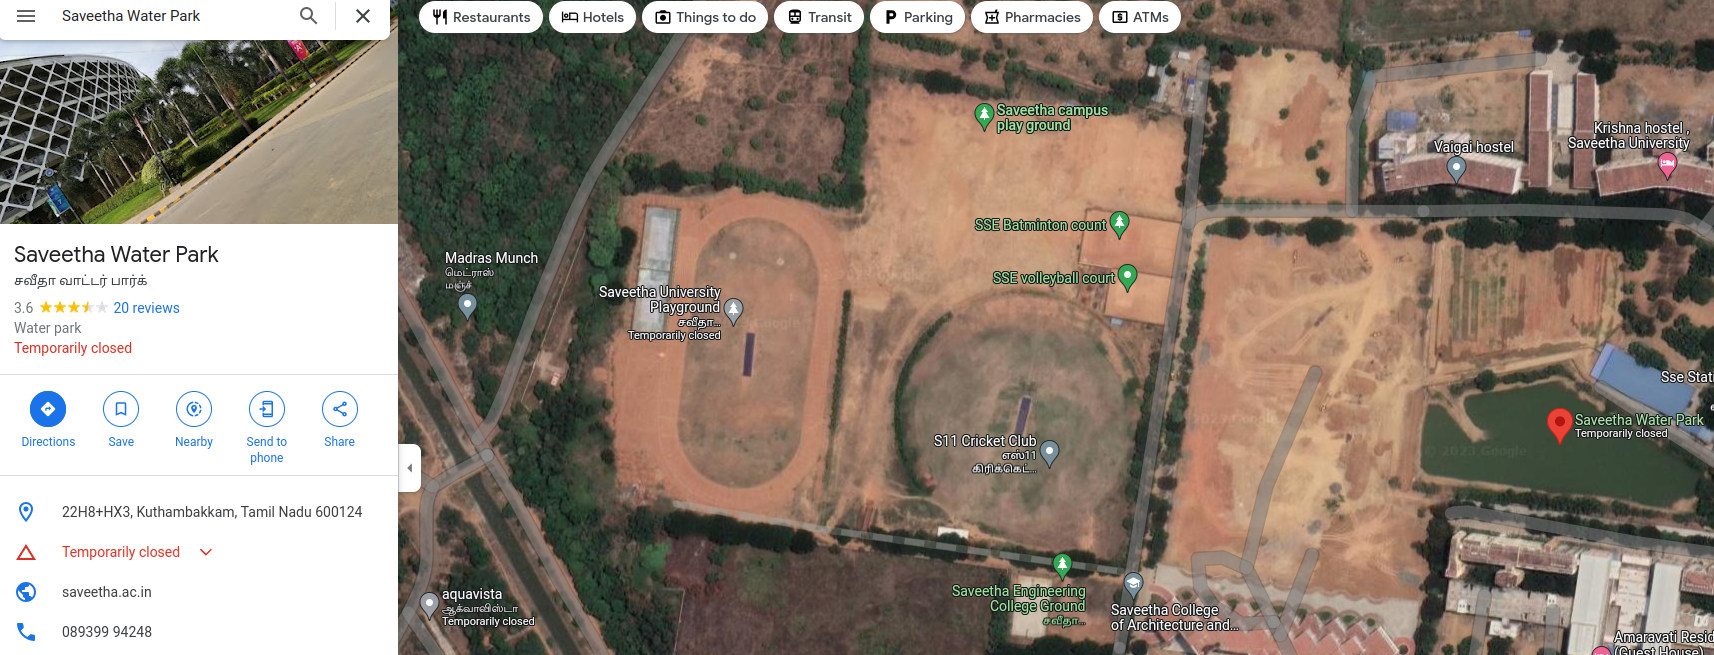 Saveetha Water Park
Restaurants
Hotels
Things to do
Transit
Parking
Pharmacies
ATMs
Saveetha Water Park
சவீதா வாட்டர் பார்க்
3.6
20 reviews
Water park
Temporarily closed
Directions
Save
Nearby
Send to
phone
Share
22H8+HX3, Kuthambakkam, Tamil Nadu 600124
Temporarily closed
saveetha.ac.in
089399 94248
Saveetha campus
play ground
Krishna hostel ,
Saveetha University
Vaigai hostel
SSE Batminton count
SSE volleyball court
Madras Munch
மெட்ராஸ்
மஞ்ச்
Saveetha University
Playground
சவீதா...
Temporarily closed
Sse Stati
Saveetha Water Park
Temporarily closed
S11 Cricket Club
எஸ்11
கிரிக்கெட்...
© 2023 Google
Saveetha Engineering
College Ground
சவீதா...
Saveetha College
of Architecture and...
aquavista
ஆக்வாவிஸ்டா
Temporarily closed
Amaravati Resid
(Guest House)